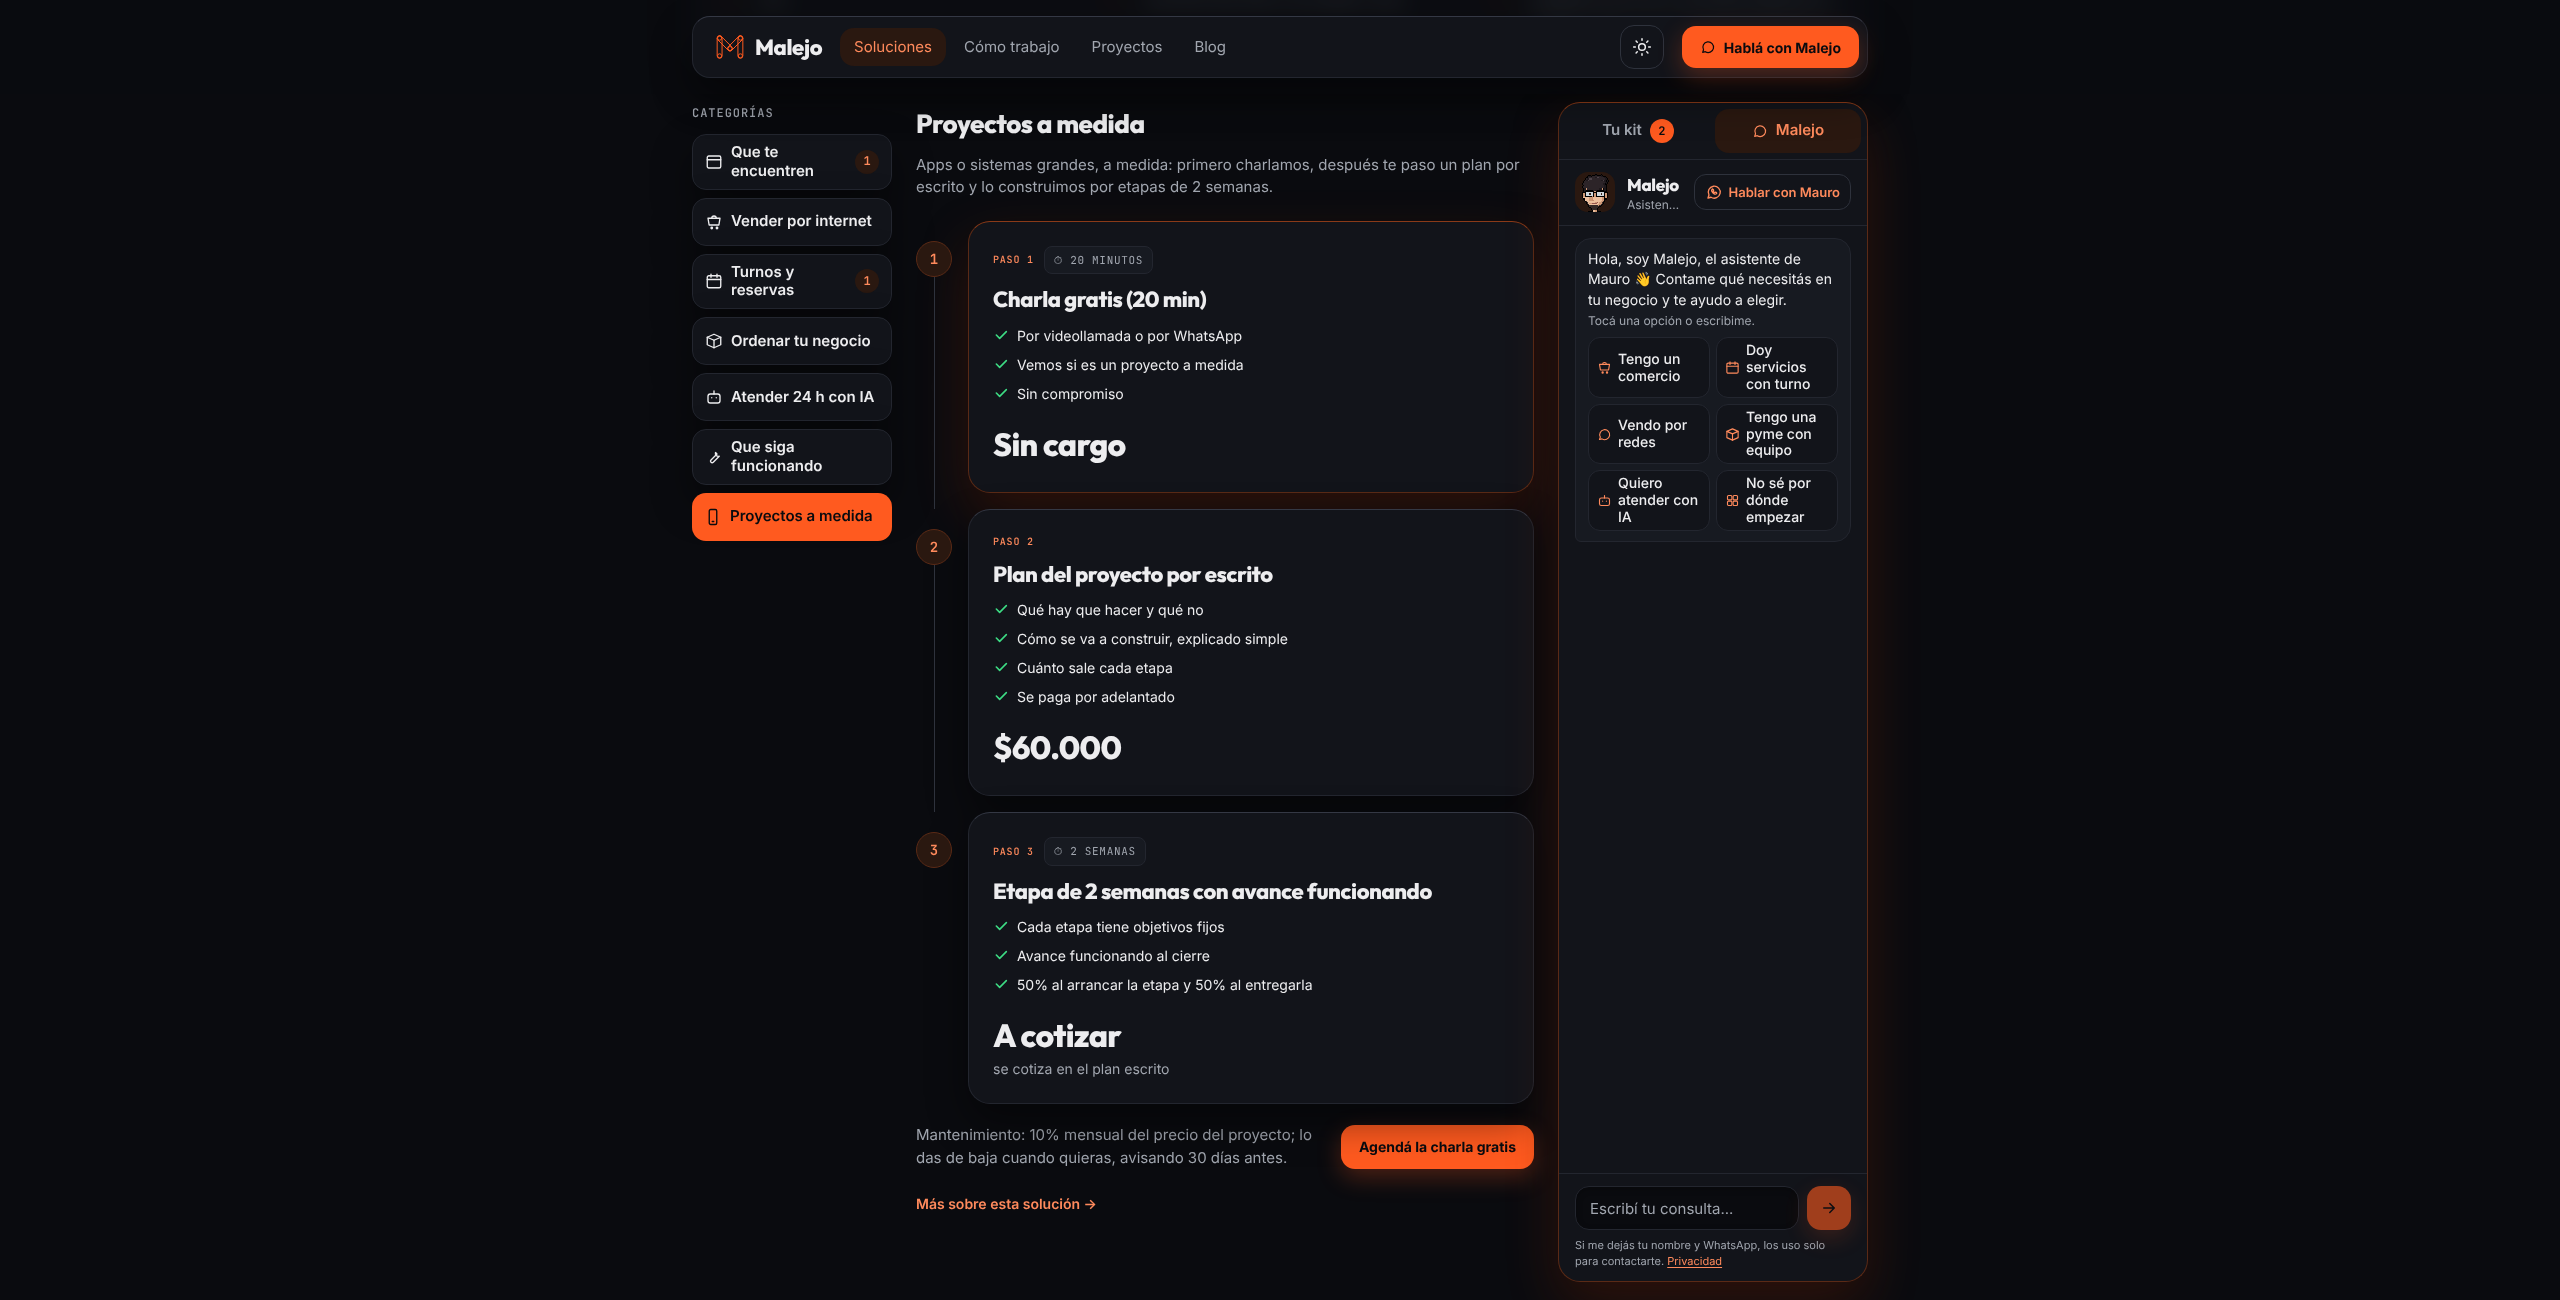 Malejo
Soluciones
Cómo trabajo
Proyectos
Blog
Hablá con Malejo
CATEGORÍAS
Que te
encuentren
1
Vender por internet
Turnos y
reservas
1
Ordenar tu negocio
Atender 24 h con IA
Que siga
funcionando
Proyectos a medida
Proyectos a medida
Apps o sistemas grandes, a medida: primero charlamos, después te paso un plan por
escrito y lo construimos por etapas de 2 semanas.
1
PASO 1
20 MINUTOS
Charla gratis (20 min)
Por videollamada o por WhatsApp
Vemos si es un proyecto a medida
Sin compromiso
Sin cargo
2
PASO 2
Plan del proyecto por escrito
Qué hay que hacer y qué no
Cómo se va a construir, explicado simple
Cuánto sale cada etapa
Se paga por adelantado
$60.000
3
PASO 3
2 SEMANAS
Etapa de 2 semanas con avance funcionando
Cada etapa tiene objetivos fijos
Avance funcionando al cierre
50% al arrancar la etapa y 50% al entregarla
A cotizar
se cotiza en el plan escrito
Mantenimiento: 10% mensual del precio del proyecto; lo
das de baja cuando quieras, avisando 30 días antes.
Agendá la charla gratis
Más sobre esta solución →
Tu kit
2
Malejo
Malejo
Asisten...
Hablar con Mauro
Hola, soy Malejo, el asistente de
Mauro 👋 Contame qué necesitás en
tu negocio y te ayudo a elegir.
Tocá una opción o escribime.
Tengo un
comercio
Doy
servicios
con turno
Vendo por
redes
Tengo una
pyme con
equipo
Quiero
atender con
IA
No sé por
dónde
empezar
Escribí tu consulta...
Si me dejás tu nombre y WhatsApp, los uso solo
para contactarte. Privacidad